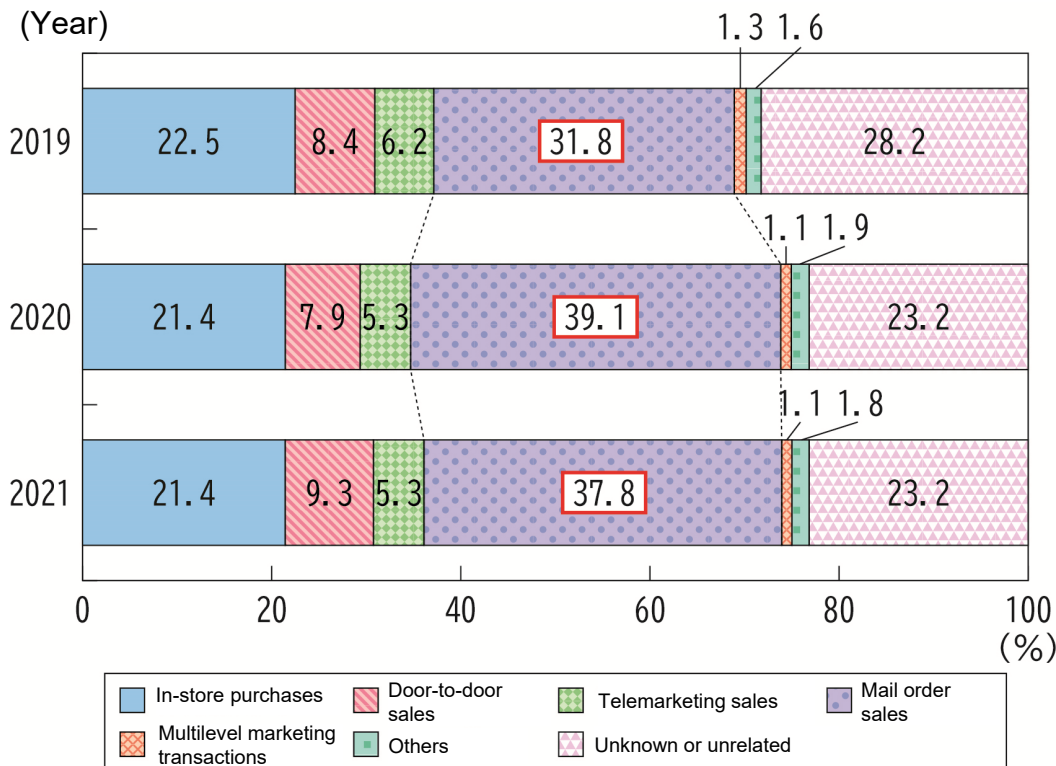 (Year)
1.3 1.6
2019 22.5 8.4 6.2 31.8 28.2
1.1 1.9
2020 21.4 7.9 5.3 39.1 23.2
1.1 1.8
2021 21.4 9.3 5.3 37.8 23.2
0 20 40 60 80 100
(%)
In-store purchases
Door-to-door
sales
Telemarketing sales
Mail order
sales
Multilevel marketing
transactions
Others
Unknown or unrelated